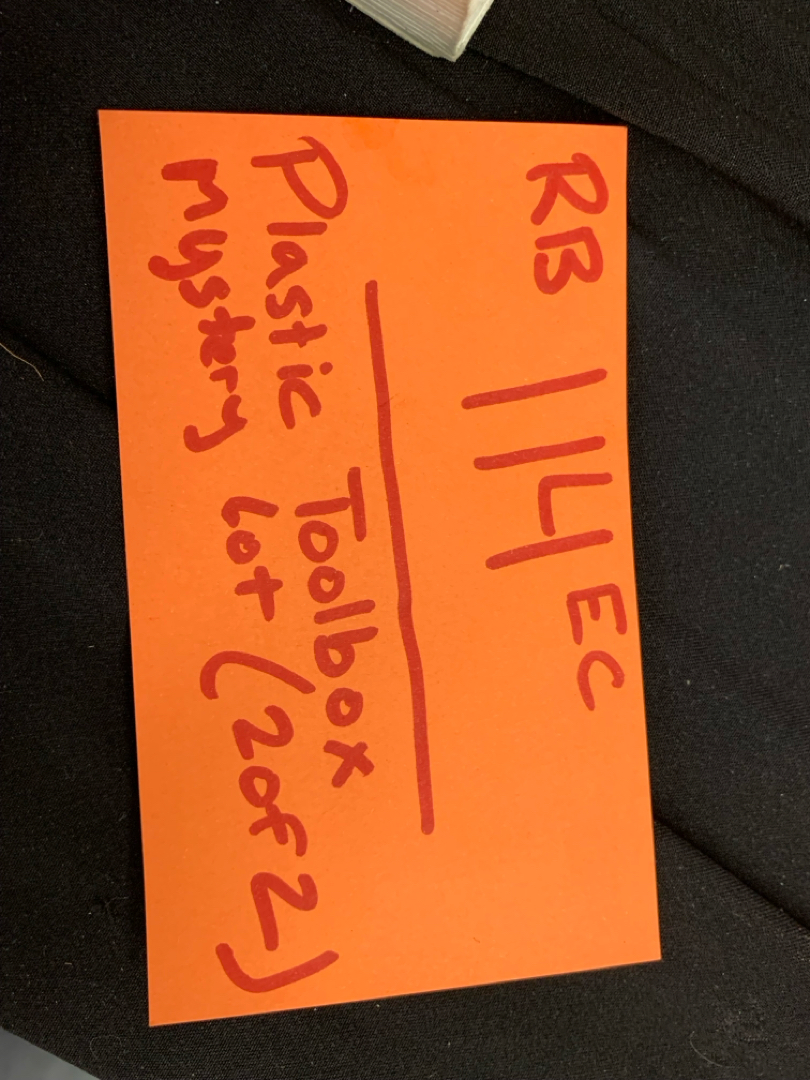 RB 114 EC
Plastic Toolbox
Mystery Lot (2 of 2)